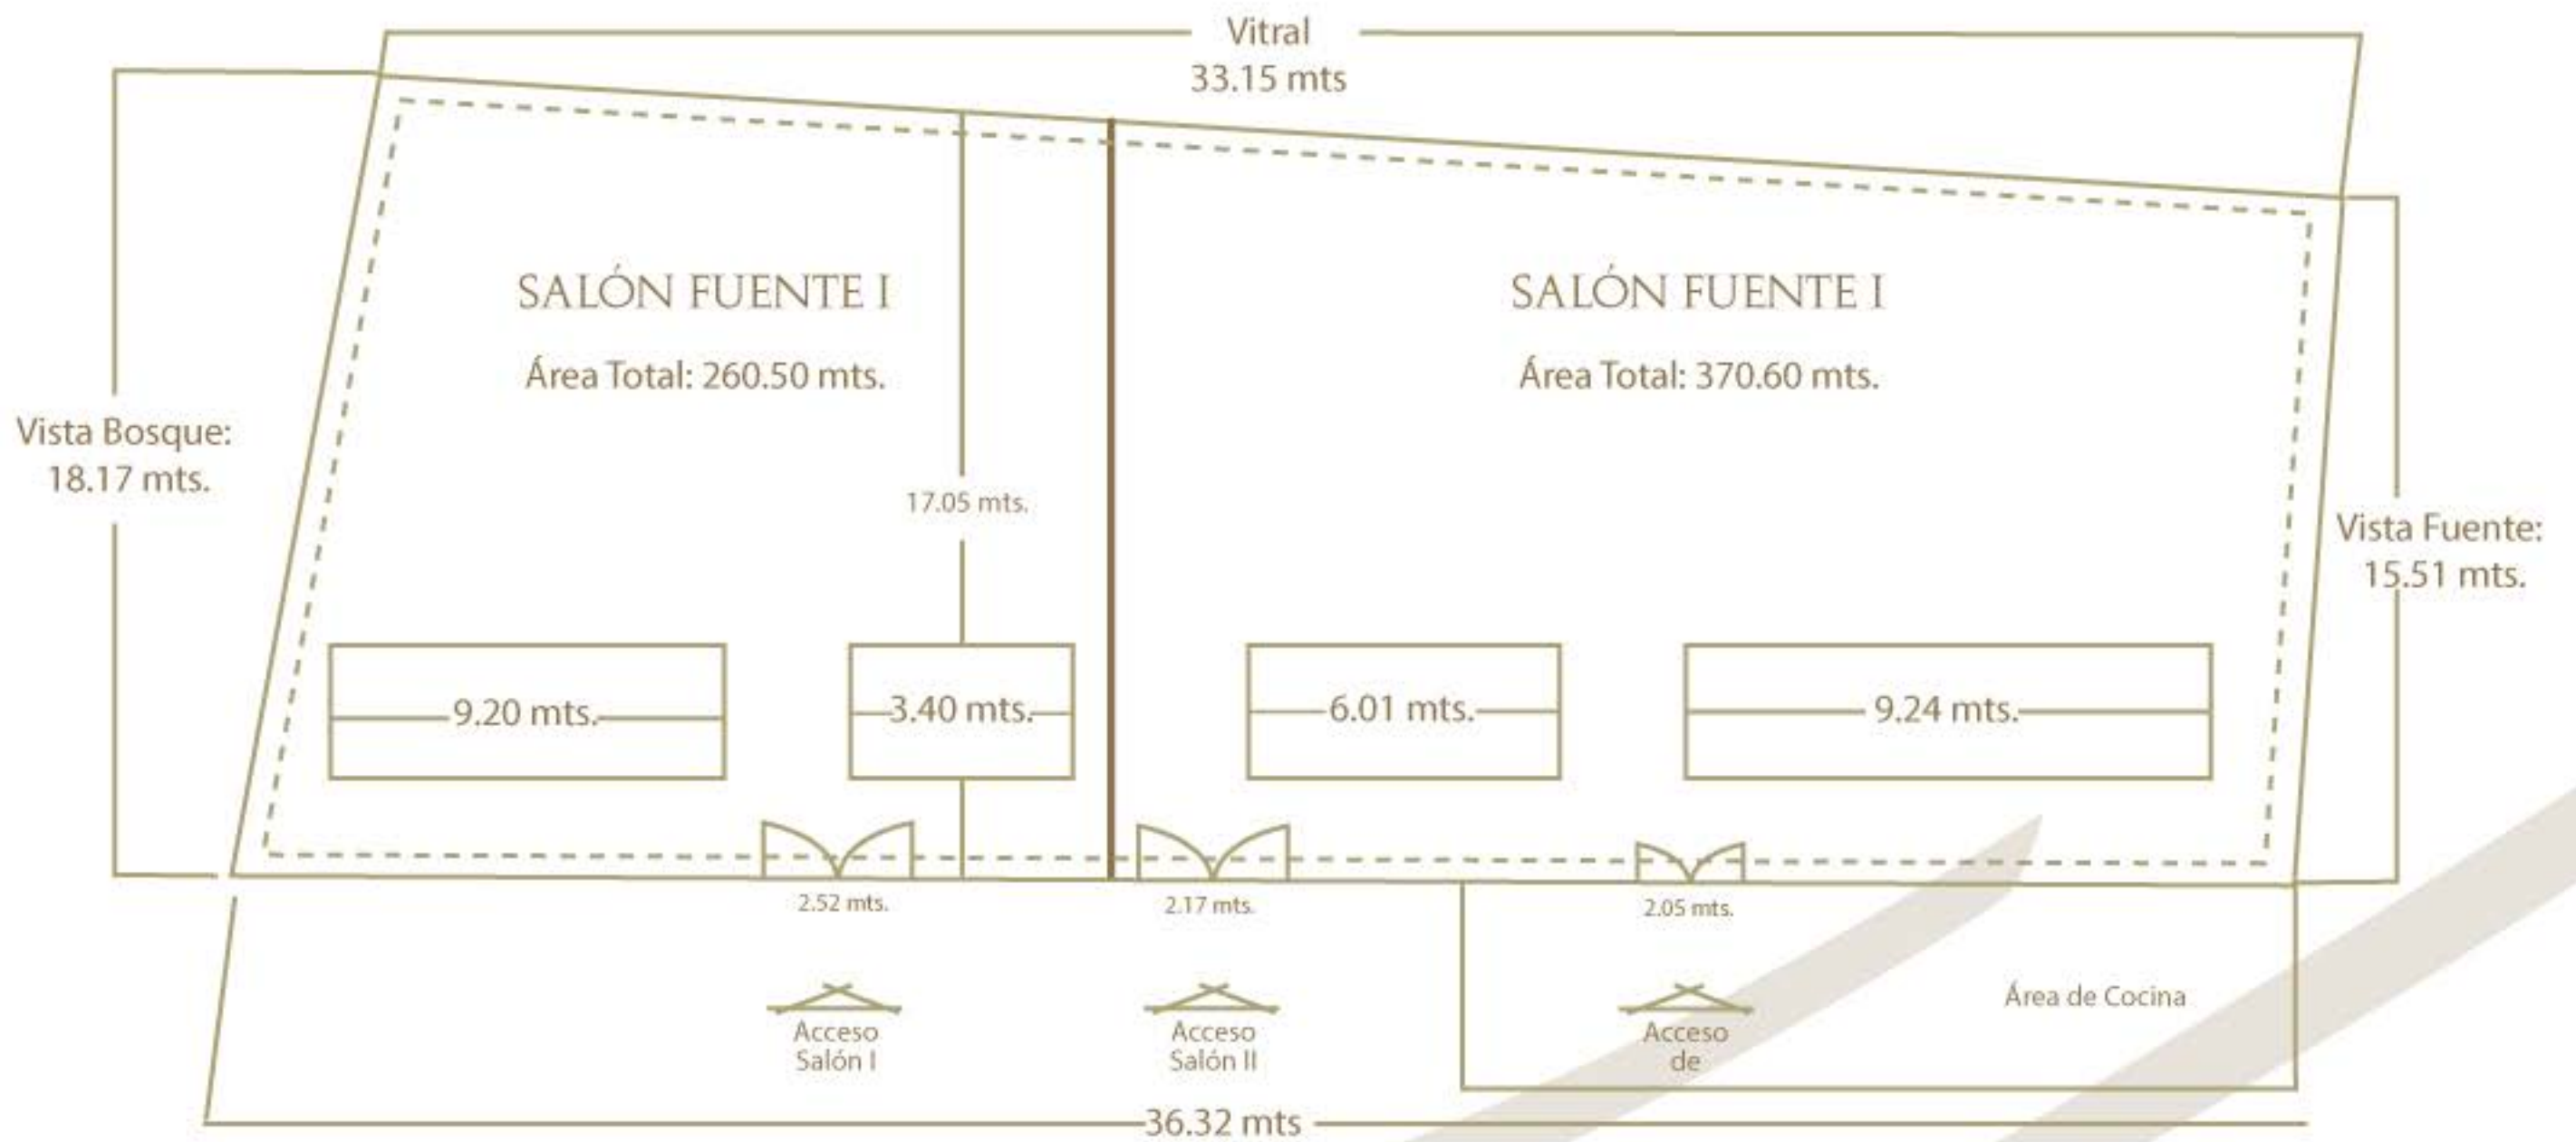 Vitral
33.15 mts
SALÓN FUENTE I
Área Total: 260.50 mts.
SALÓN FUENTE I
Área Total: 370.60 mts.
Vista Bosque:
18.17 mts.
17.05 mts.
Vista Fuente:
15.51 mts.
9.20 mts.
3.40 mts.
6.01 mts.
9.24 mts.
2.52 mts.
2.17 mts.
2.05 mts.
Acceso
Salón I
Acceso
Salón II
Acceso
de
Área de Cocina
36.32 mts